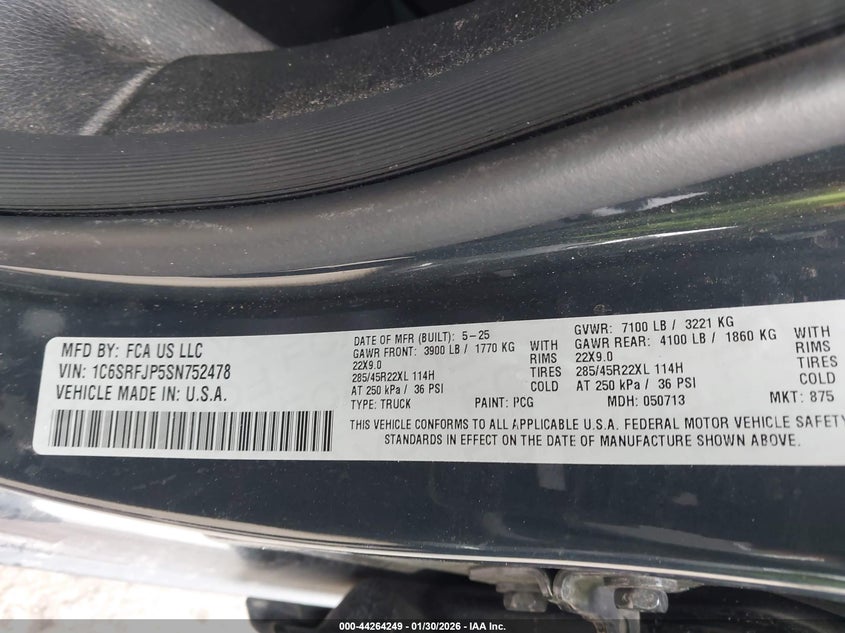 MFD BY: FCA US LLC
VIN: 1C6SRFJP5SN752478
VEHICLE MADE IN: U.S.A.
DATE OF MFR (BUILT): 5-25
GAWR FRONT: 3900 LB / 1770 KG WITH
22X9.0 RIMS
285/45R22XL 114H TIRES
AT 250 kPa / 36 PSI COLD
TYPE: TRUCK PAINT: PCG
GVWR: 7100 LB / 3221 KG
GAWR REAR: 4100 LB / 1860 KG WITH
22X9.0 RIMS
285/45R22XL 114H TIRES
AT 250 kPa / 36 PSI COLD
MDH: 050713 MKT: 875
THIS VEHICLE CONFORMS TO ALL APPLICABLE U.S.A. FEDERAL MOTOR VEHICLE SAFETY
STANDARDS IN EFFECT ON THE DATE OF MANUFACTURE SHOWN ABOVE.
000-44264249 - 01/30/2026 - IAA Inc.